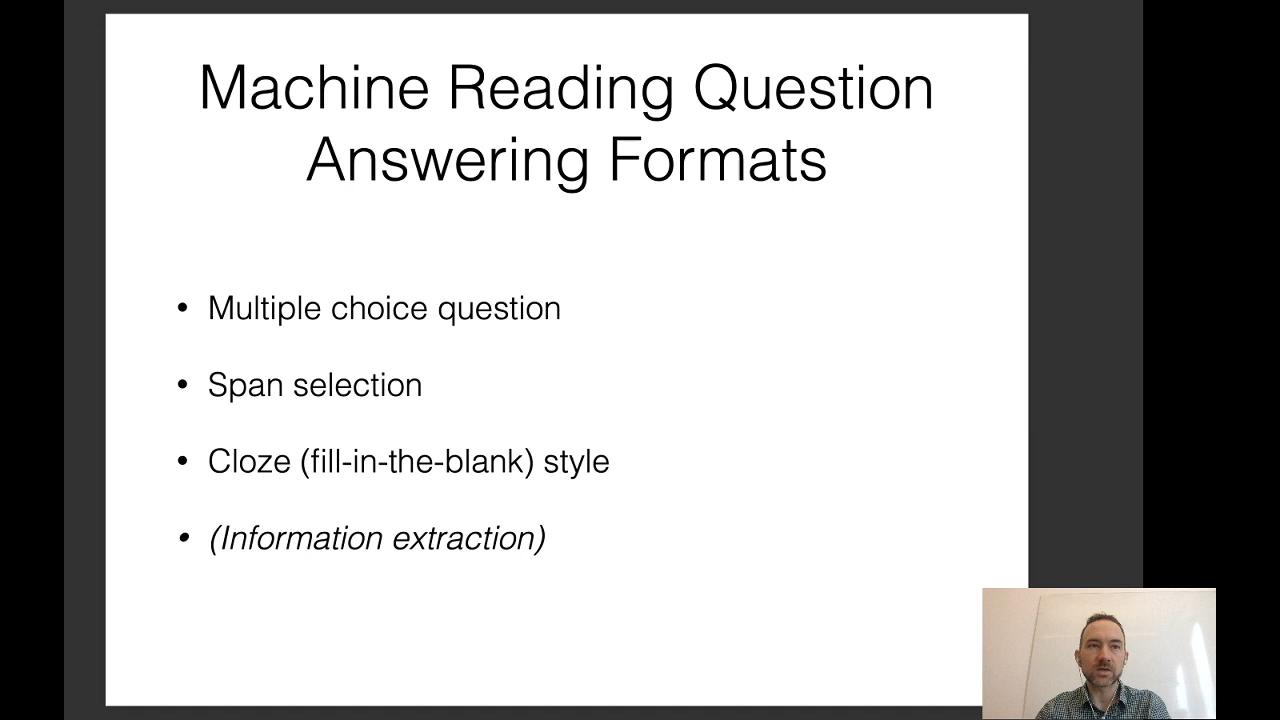 Machine Reading Question
Answering Formats
• Multiple choice question
• Span selection
• Cloze (fill-in-the-blank) style
• (Information extraction)